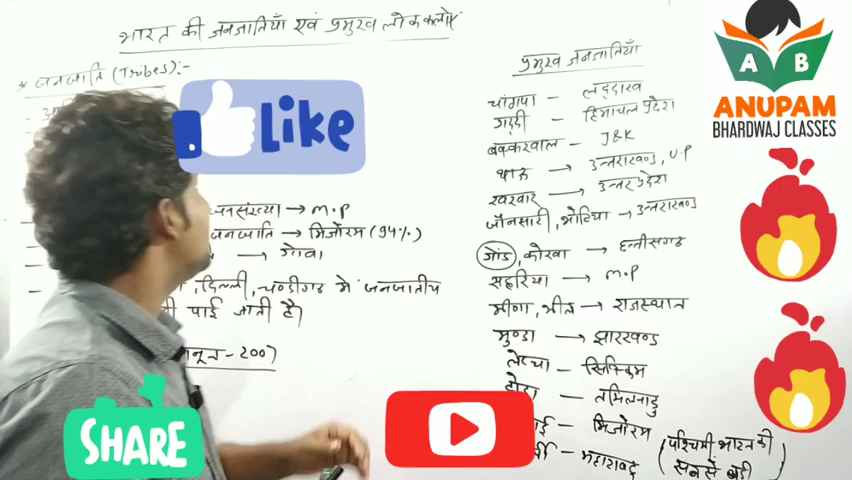 भारत की जनजातियाँ एवं प्रमुख लोककलाएँ
* जनजाति (Tribes):-
जनसंख्या → M.P
जनजाति → मिजोरम (94%)
→ गोवा
, दिल्ली, चण्डीगढ में जनजातीय
पाई जाती है।
कानून - 2007
प्रमुख जनजातियाँ
चांगपा - लद्दाख
गद्दी - हिमाचल प्रदेश
बक्करवाल - J&K
थारू → उत्तराखण्ड, U.P
खरवार → उत्तर प्रदेश
जौनसारी, भोटिया → उत्तराखण्ड
गोंड, कोरवा → छत्तीसगढ
सहरिया → M.P
मीणा, भील → राजस्थान
मुण्डा → झारखण्ड
लेप्चा - सिक्किम
टोडा - तमिलनाडु
- मिजोरम
- महाराष्ट्र (पश्चिमी भारत की
सबसे बडी
Like
SHARE
A B
ANUPAM
BHARDWAJ CLASSES